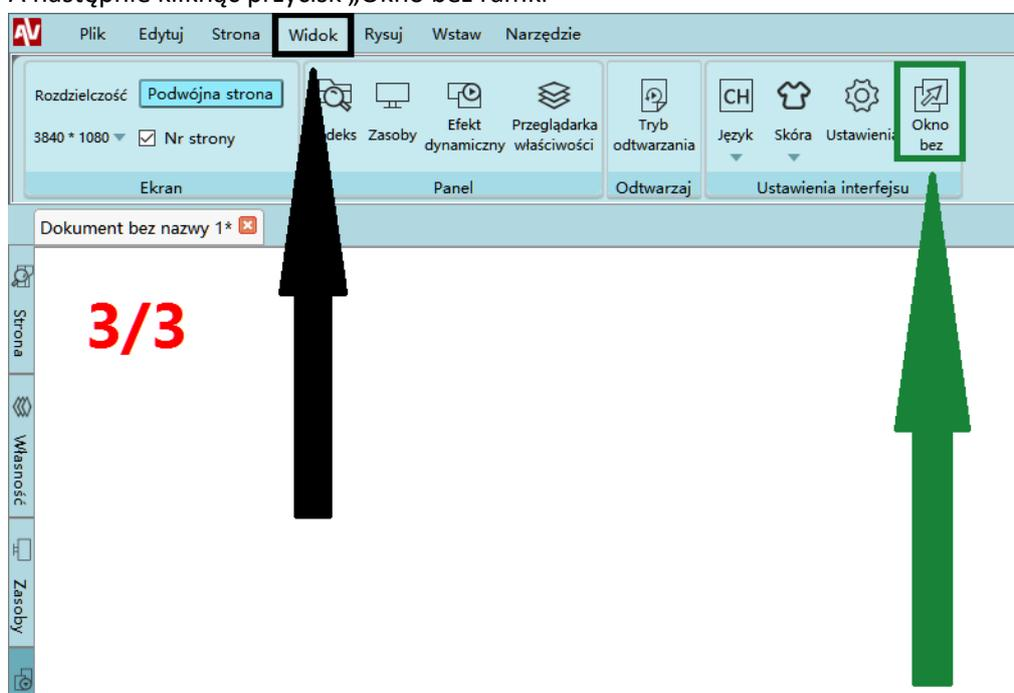 A następnie kliknąć przycisk „Okno bez ramki
AV Plik Edytuj Strona Widok Rysuj Wstaw Narzędzie
Rozdzielczość Podwójna strona
3840 * 1080 Nr strony
Zasoby
Efekt
dynamiczny
Przeglądarka
właściwości
Tryb
odtwarzania
CH
Język
Skóra
Ustawienia
Okno
bez
Ekran Panel Odtwarzaj Ustawienia interfejsu
Dokument bez nazwy 1*
3/3
Strona
Własność
Zasoby